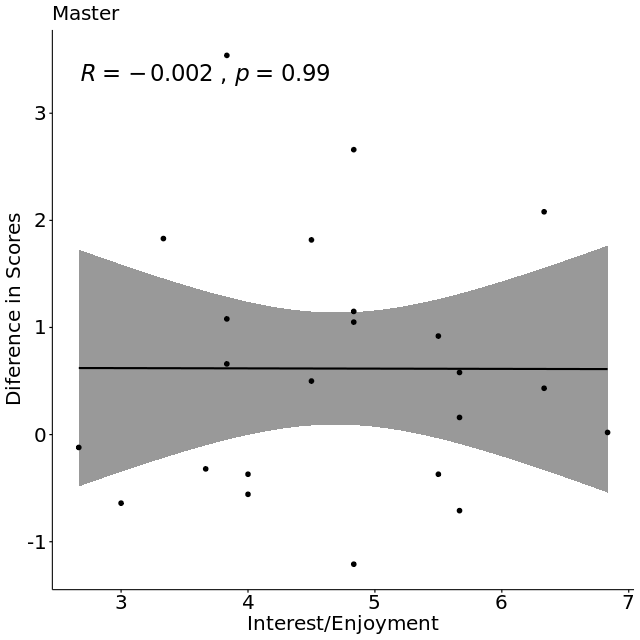 Master
R = −0.002 , p = 0.99
3
2
1
0
-1
Diference in Scores
3 4 5 6 7
Interest/Enjoyment